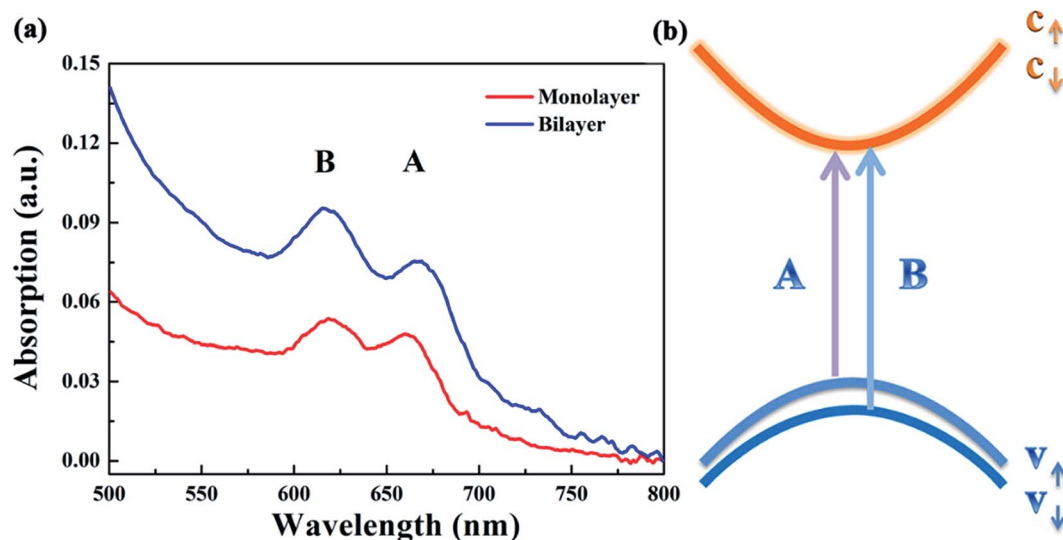 (a)
0.15
0.12
0.09
0.06
0.03
0.00
Absorption (a.u.)
Monolayer
Bilayer
B A
500 550 600 650 700 750 800
Wavelength (nm)
(b)
c↑
c↓
A B
v↑
v↓